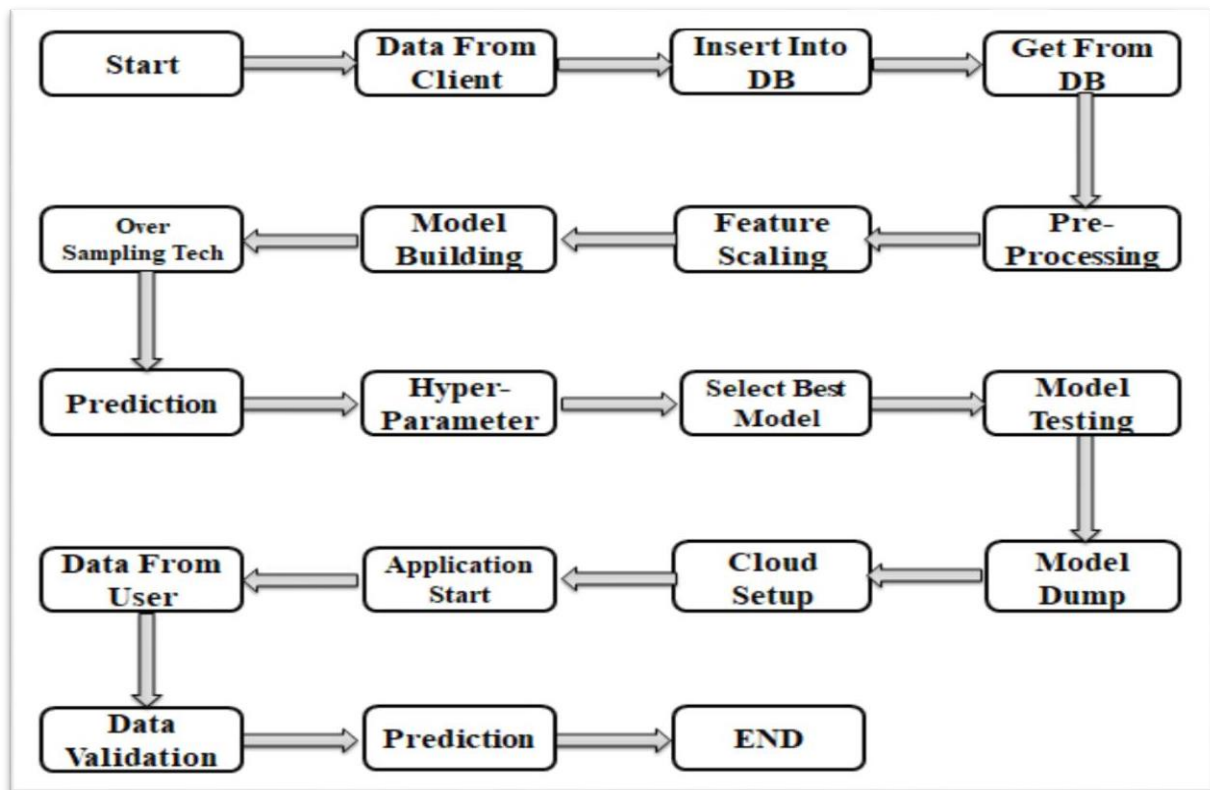 Start
Data From
Client
Insert Into
DB
Get From
DB
Pre-
Processing
Feature
Scaling
Model
Building
Over
Sampling Tech
Prediction
Hyper-
Parameter
Select Best
Model
Model
Testing
Model
Dump
Cloud
Setup
Application
Start
Data From
User
Data
Validation
Prediction
END